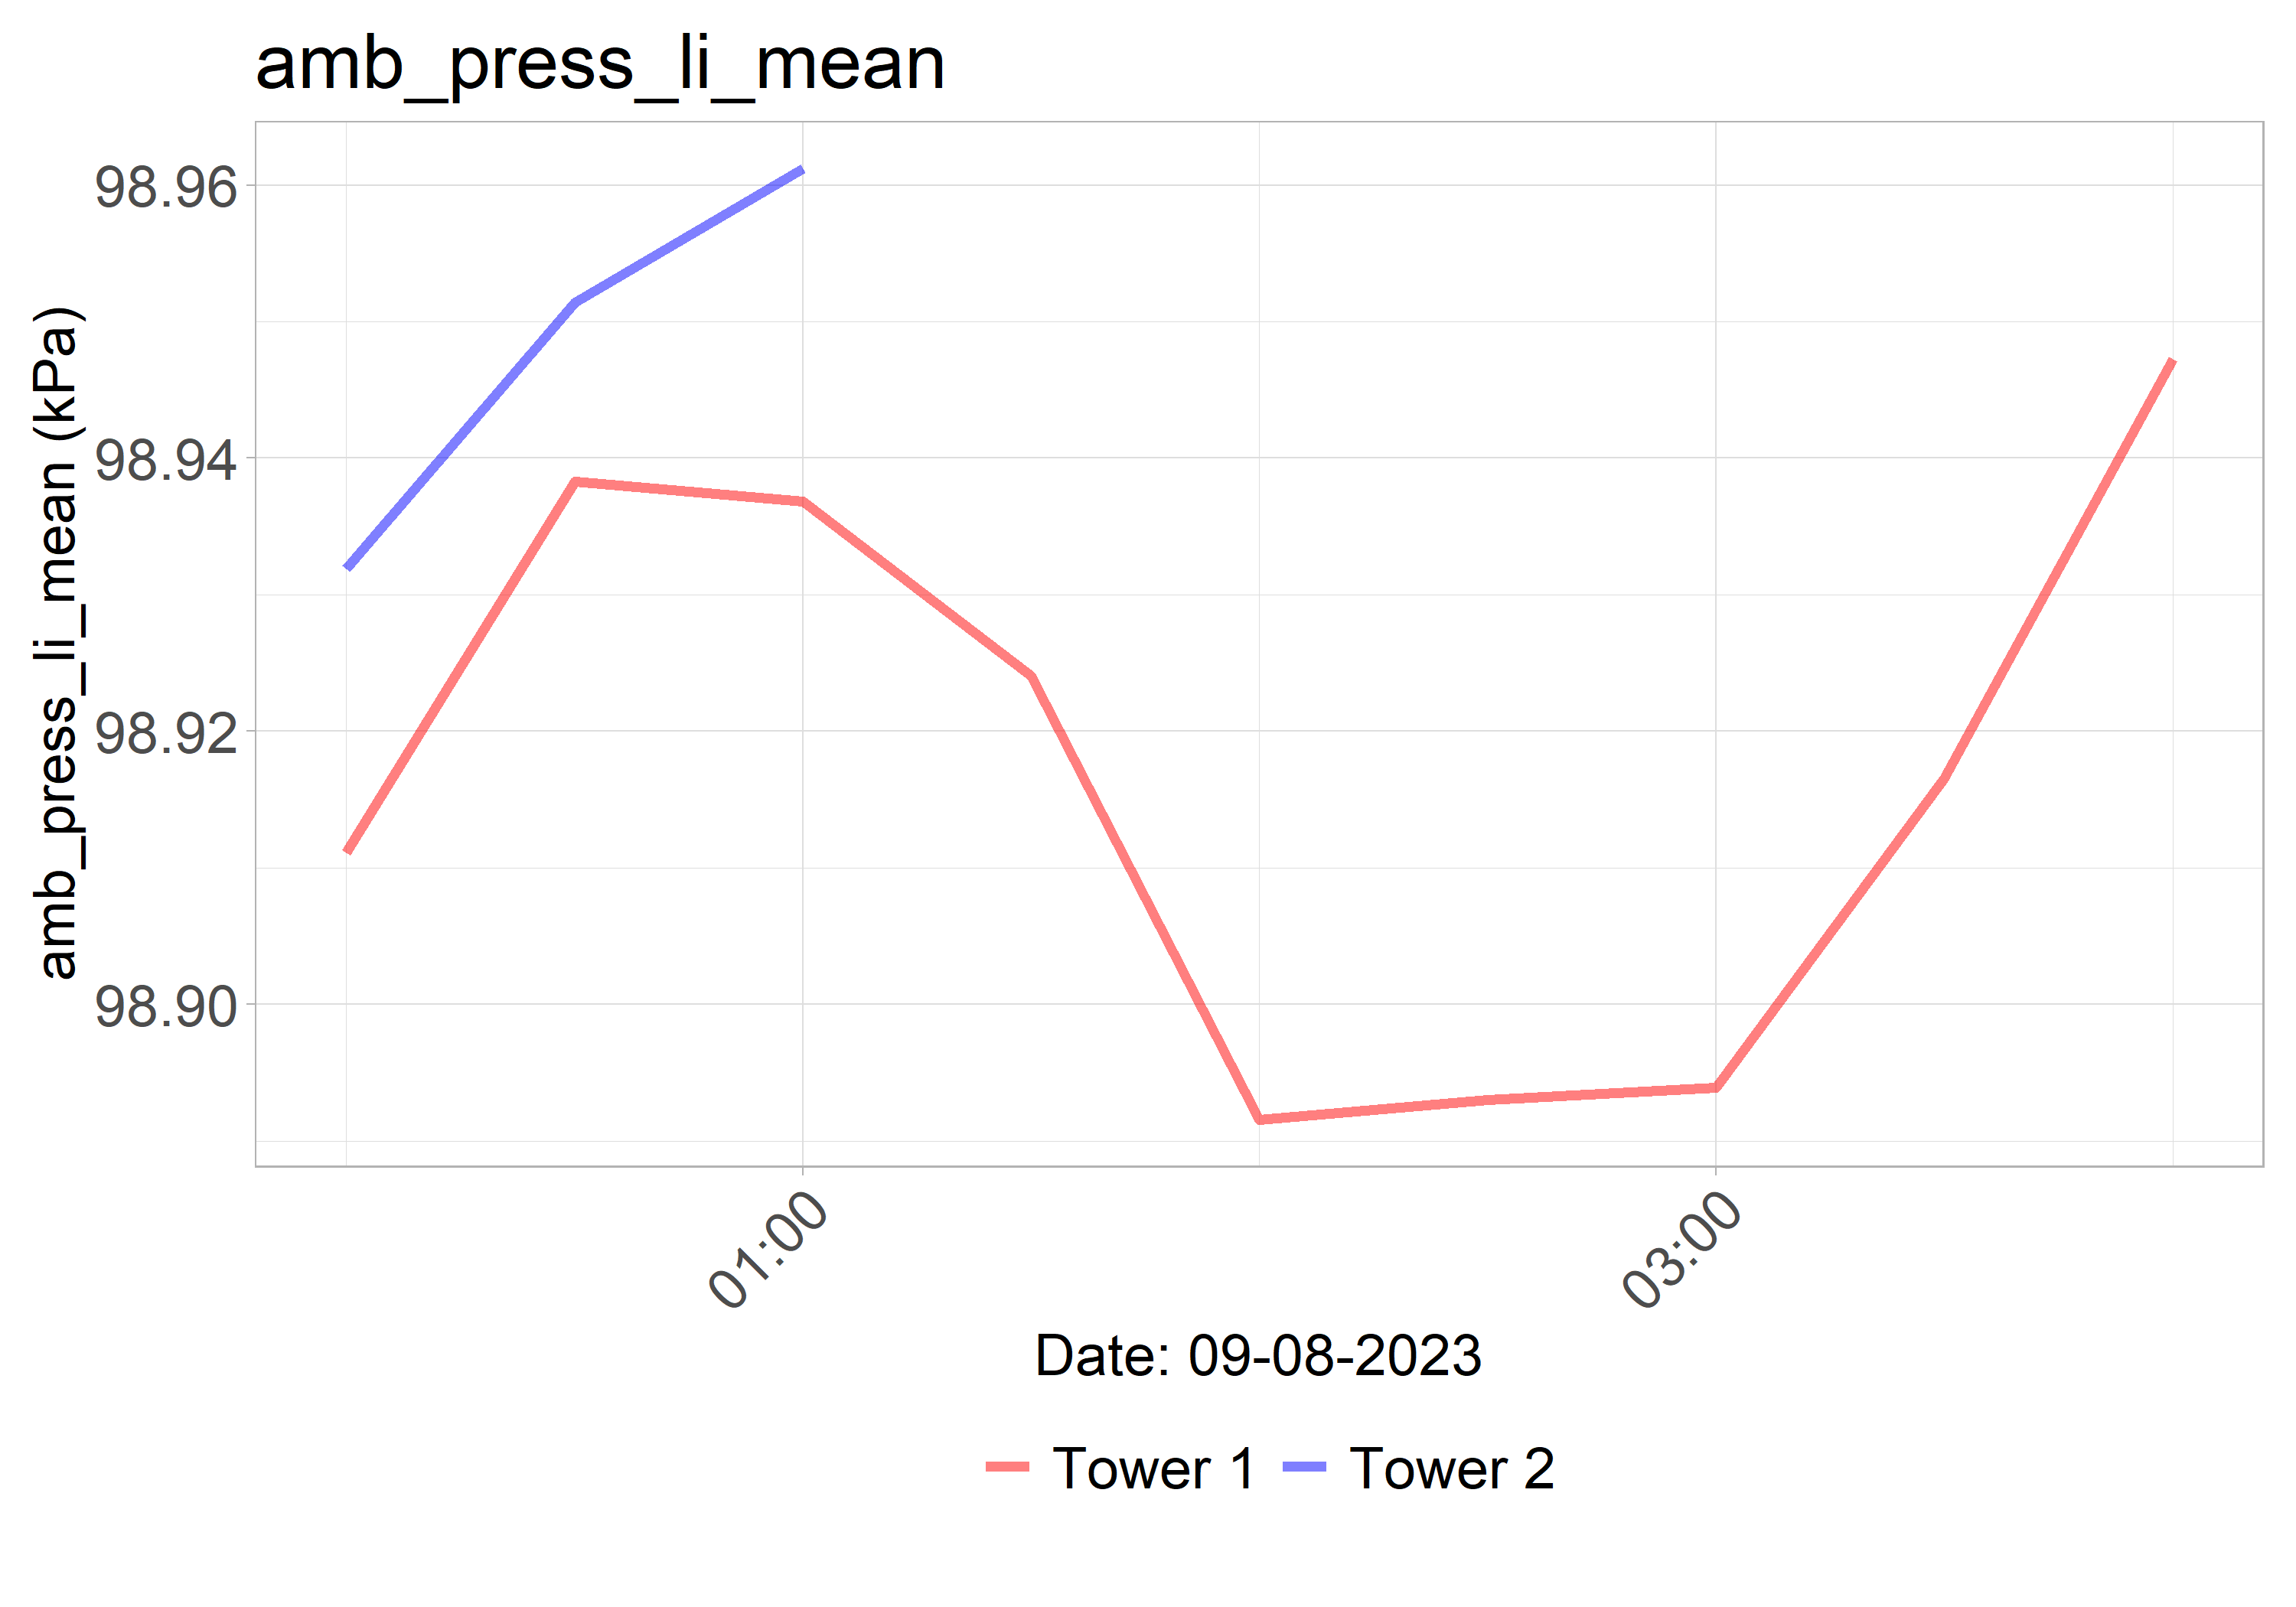 amb_press_li_mean
amb_press_li_mean (kPa)
98.96
98.94
98.92
98.90
01:00
03:00
Date: 09-08-2023
Tower 1
Tower 2